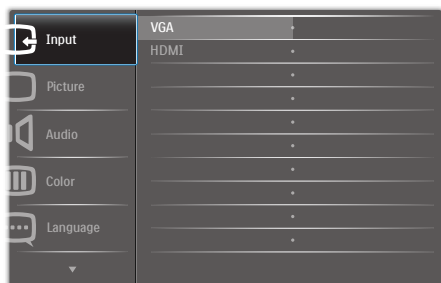 Input
VGA
HDMI
Picture
Audio
Color
Language